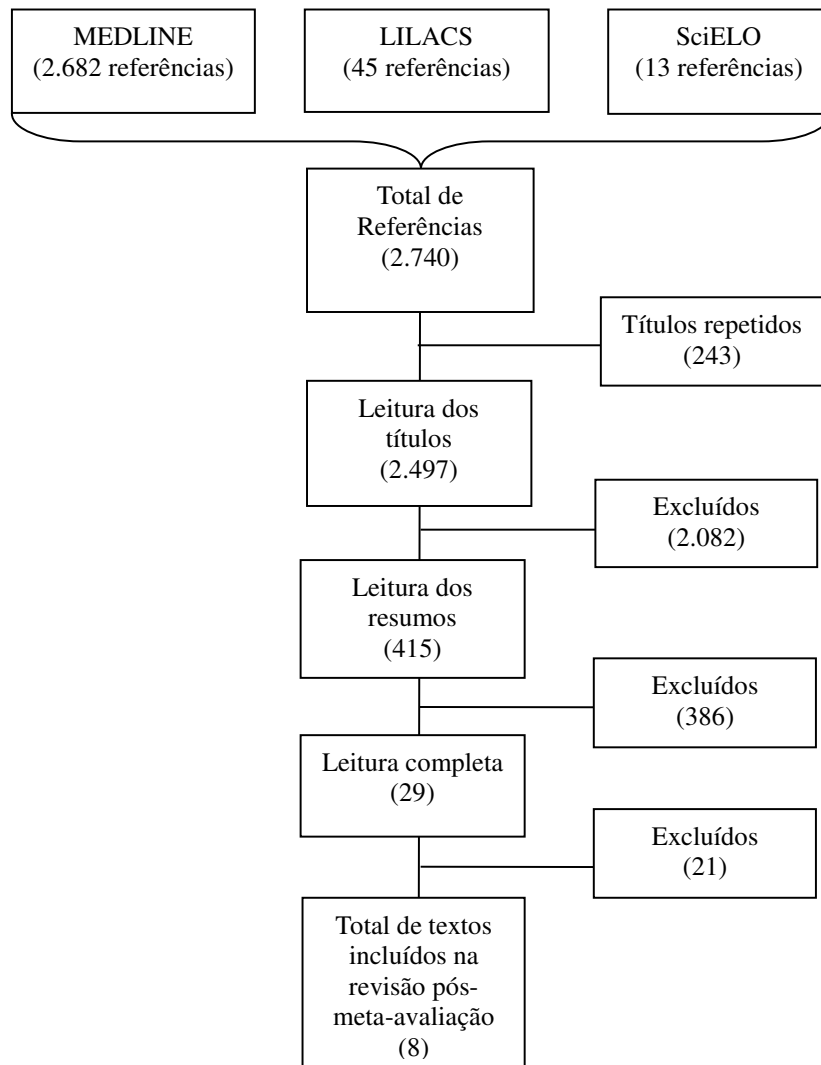 MEDLINE
(2.682 referências)
LILACS
(45 referências)
SciELO
(13 referências)
Total de
Referências
(2.740)
Títulos repetidos
(243)
Leitura dos
títulos
(2.497)
Excluídos
(2.082)
Leitura dos
resumos
(415)
Excluídos
(386)
Leitura completa
(29)
Excluídos
(21)
Total de textos
incluídos na
revisão pós-
meta-avaliação
(8)